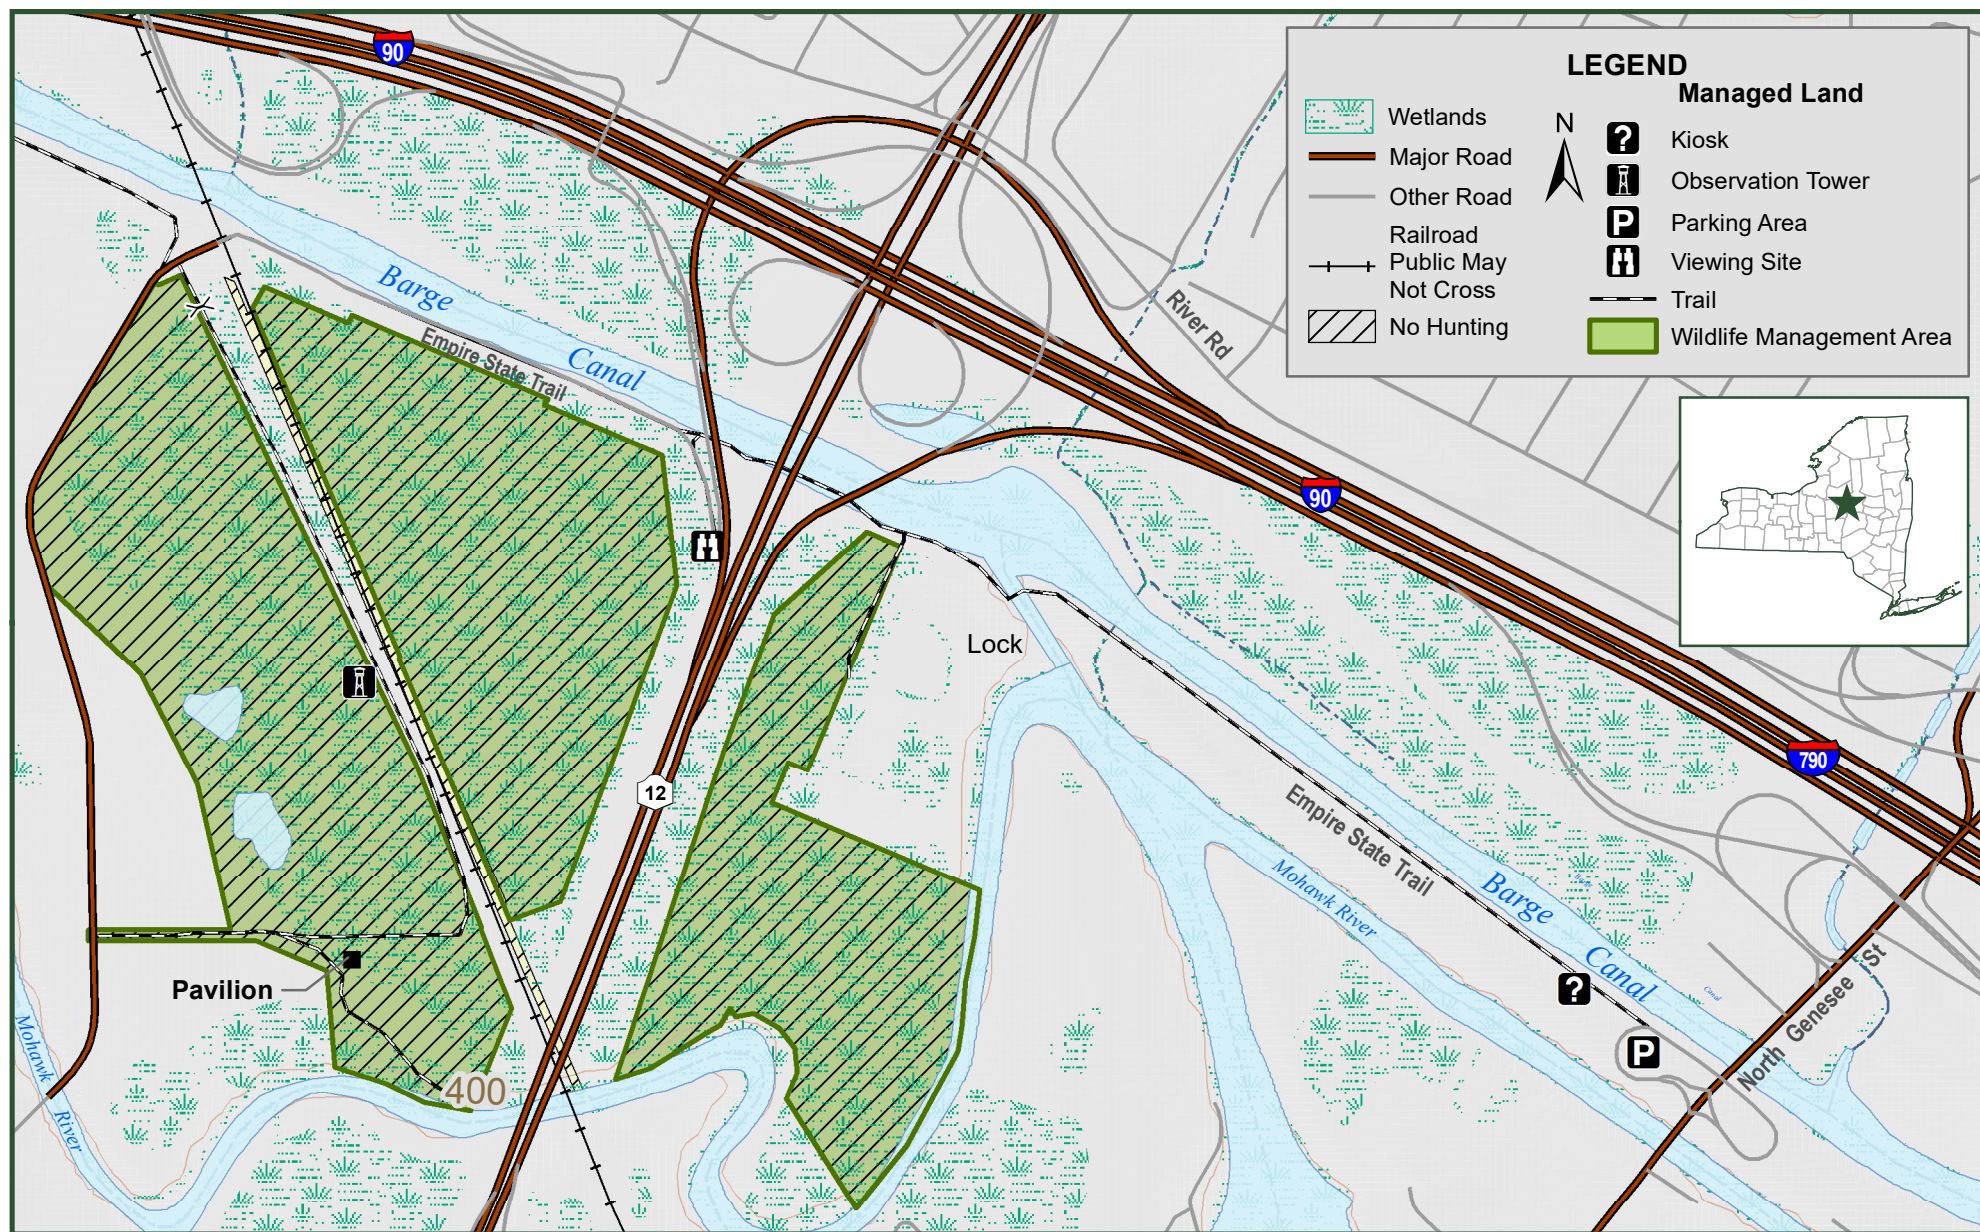 LEGEND
Managed Land
Wetlands
Major Road
Other Road
Railroad
Public May
Not Cross
No Hunting
N
Kiosk
Observation Tower
Parking Area
Viewing Site
Trail
Wildlife Management Area
?
P
90
Barge
Canal
Empire State Trail
River Rd
90
Lock
12
790
Empire State Trail
Barge
Canal
Barge
Canal
Mohawk River
?
P
North Genesee St
Pavilion
400
Mohawk
River